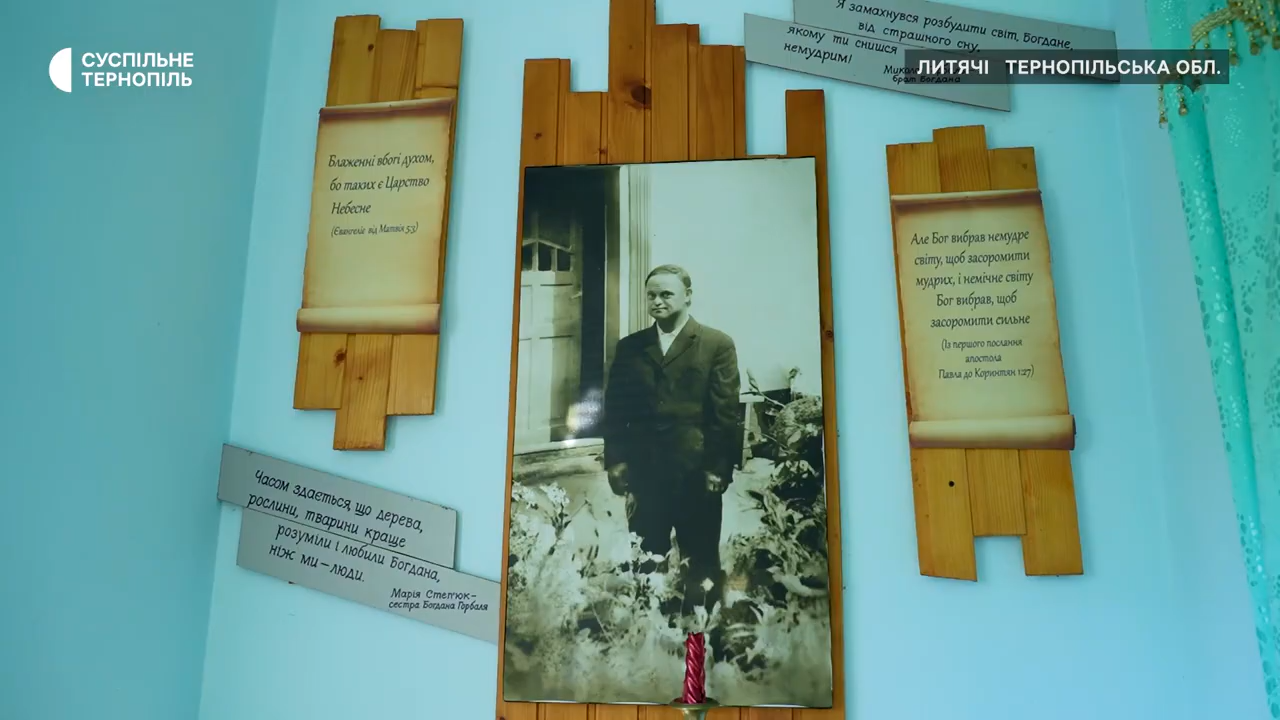 СУСПІЛЬНЕ
ТЕРНОПІЛЬ
Я замахнувся розбудити світ, Богдане,
від страшного сну,
якому ти снишся
немудрим!
брат Богдана
ЛИТЯЧІ ТЕРНОПІЛЬСЬКА ОБЛ.
Блаженні вбогі духом,
бо таких є Царство
Небесне
(Євангеліє від Матвія 5:3)
Але Бог вибрав немудре
світу, щоб засоромити
мудрих, і немічне світу
Бог вибрав, щоб
засоромити сильне
(Із першого послання
апостола
Павла до Коринтян 1:27)
Часом здається, що дерева,
рослини, тварини краще
розуміли і любили Богдана,
ніж ми – люди.
Марія Степ'юк –
сестра Богдана Горбаля